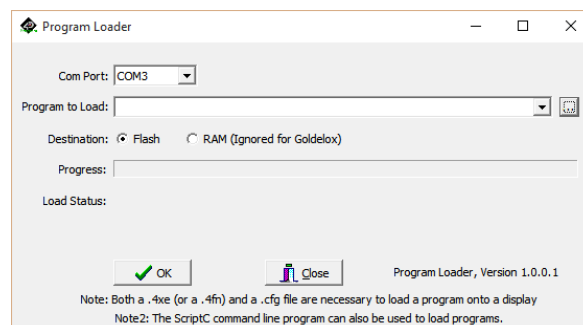 Program Loader
Com Port: COM3
Program to Load:
Destination: Flash RAM (Ignored for Goldelox)
Progress:
Load Status:
OK Close Program Loader, Version 1.0.0.1
Note: Both a .4xe (or a .4fn) and a .cfg file are necessary to load a program onto a display
Note2: The ScriptC command line program can also be used to load programs.